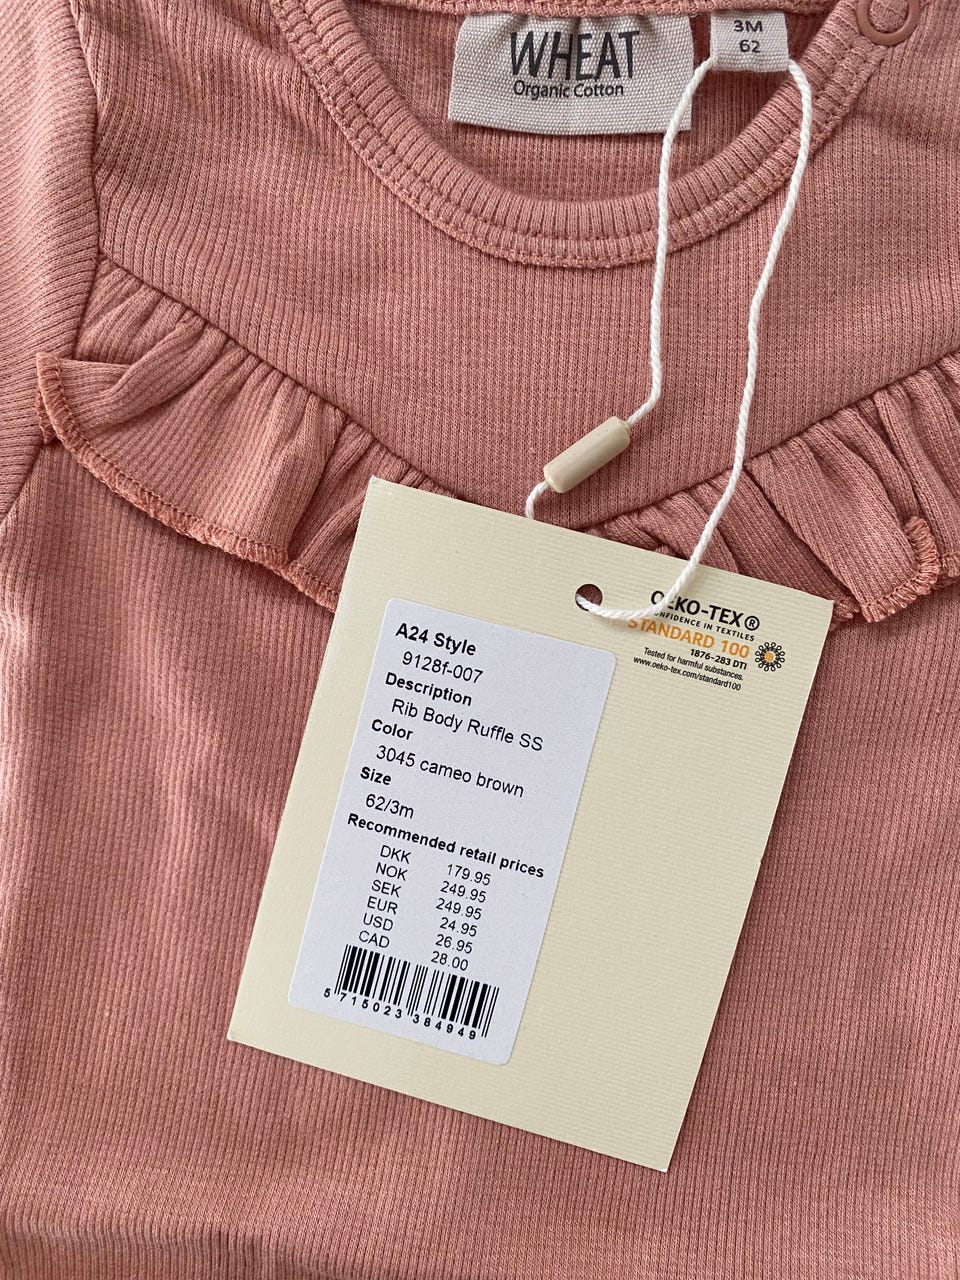 WHEAT
Organic Cotton
3M
62
OEKO-TEX®
CONFIDENCE IN TEXTILES
STANDARD 100
1876-283 DTI
Tested for harmful substances.
www.oeko-tex.com/standard100
A24 Style
9128f-007
Description
Rib Body Ruffle SS
Color
3045 cameo brown
Size
62/3m
Recommended retail prices
DKK 179.95
NOK 249.95
SEK 249.95
EUR 24.95
USD 26.95
CAD 28.00
5 715023 384949